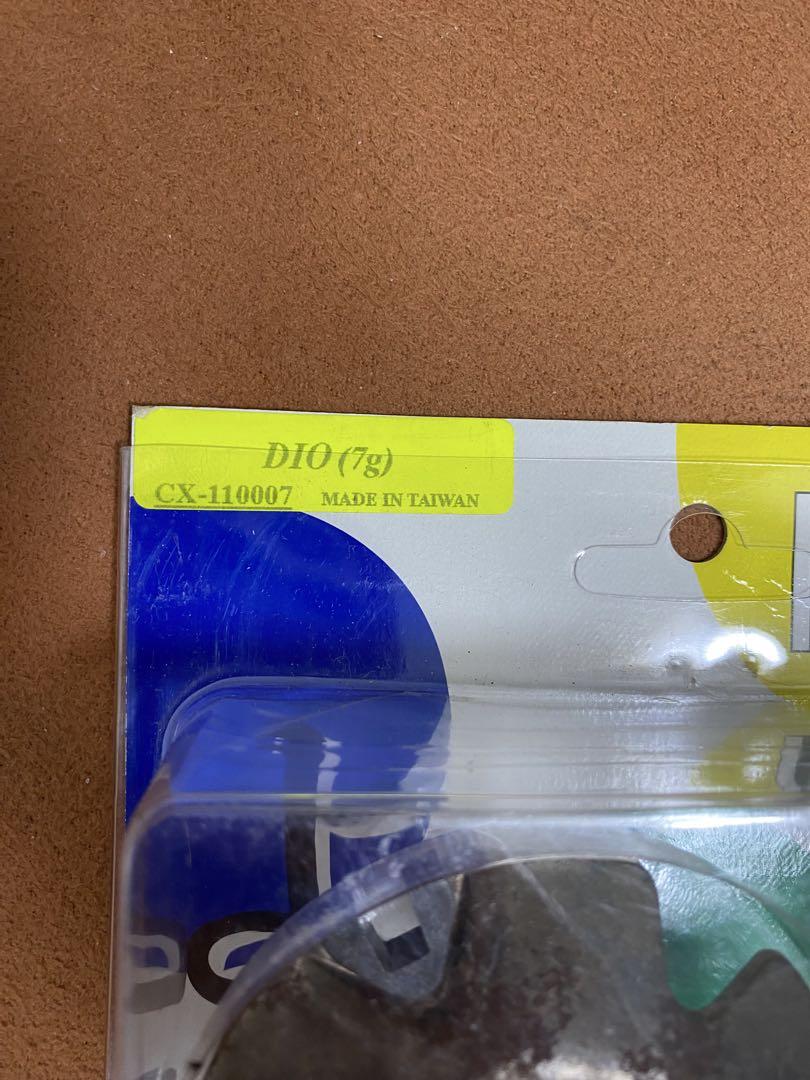 DIO (7g)
CX-110007 MADE IN TAIWAN